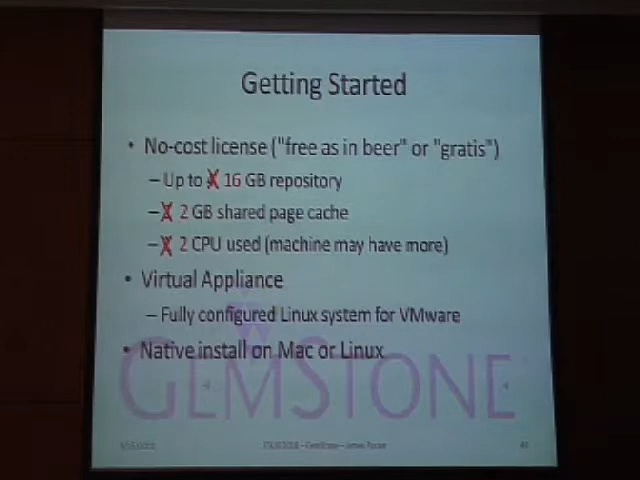 Getting Started
• No-cost license ("free as in beer" or "gratis")
– Up to 16 GB repository
– 2 GB shared page cache
– 2 CPU used (machine may have more)
• Virtual Appliance
– Fully configured Linux system for VMware
• Native install on Mac or Linux
GEMSTONE